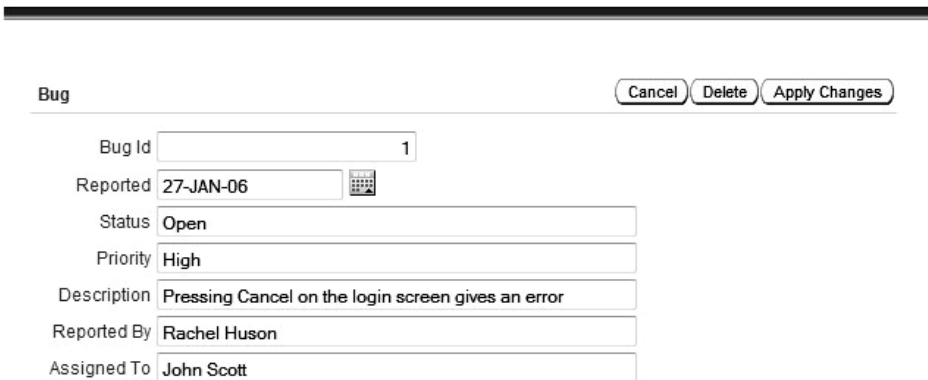 Bug Cancel Delete Apply Changes
Bug Id 1
Reported 27-JAN-06
Status Open
Priority High
Description Pressing Cancel on the login screen gives an error
Reported By Rachel Huson
Assigned To John Scott